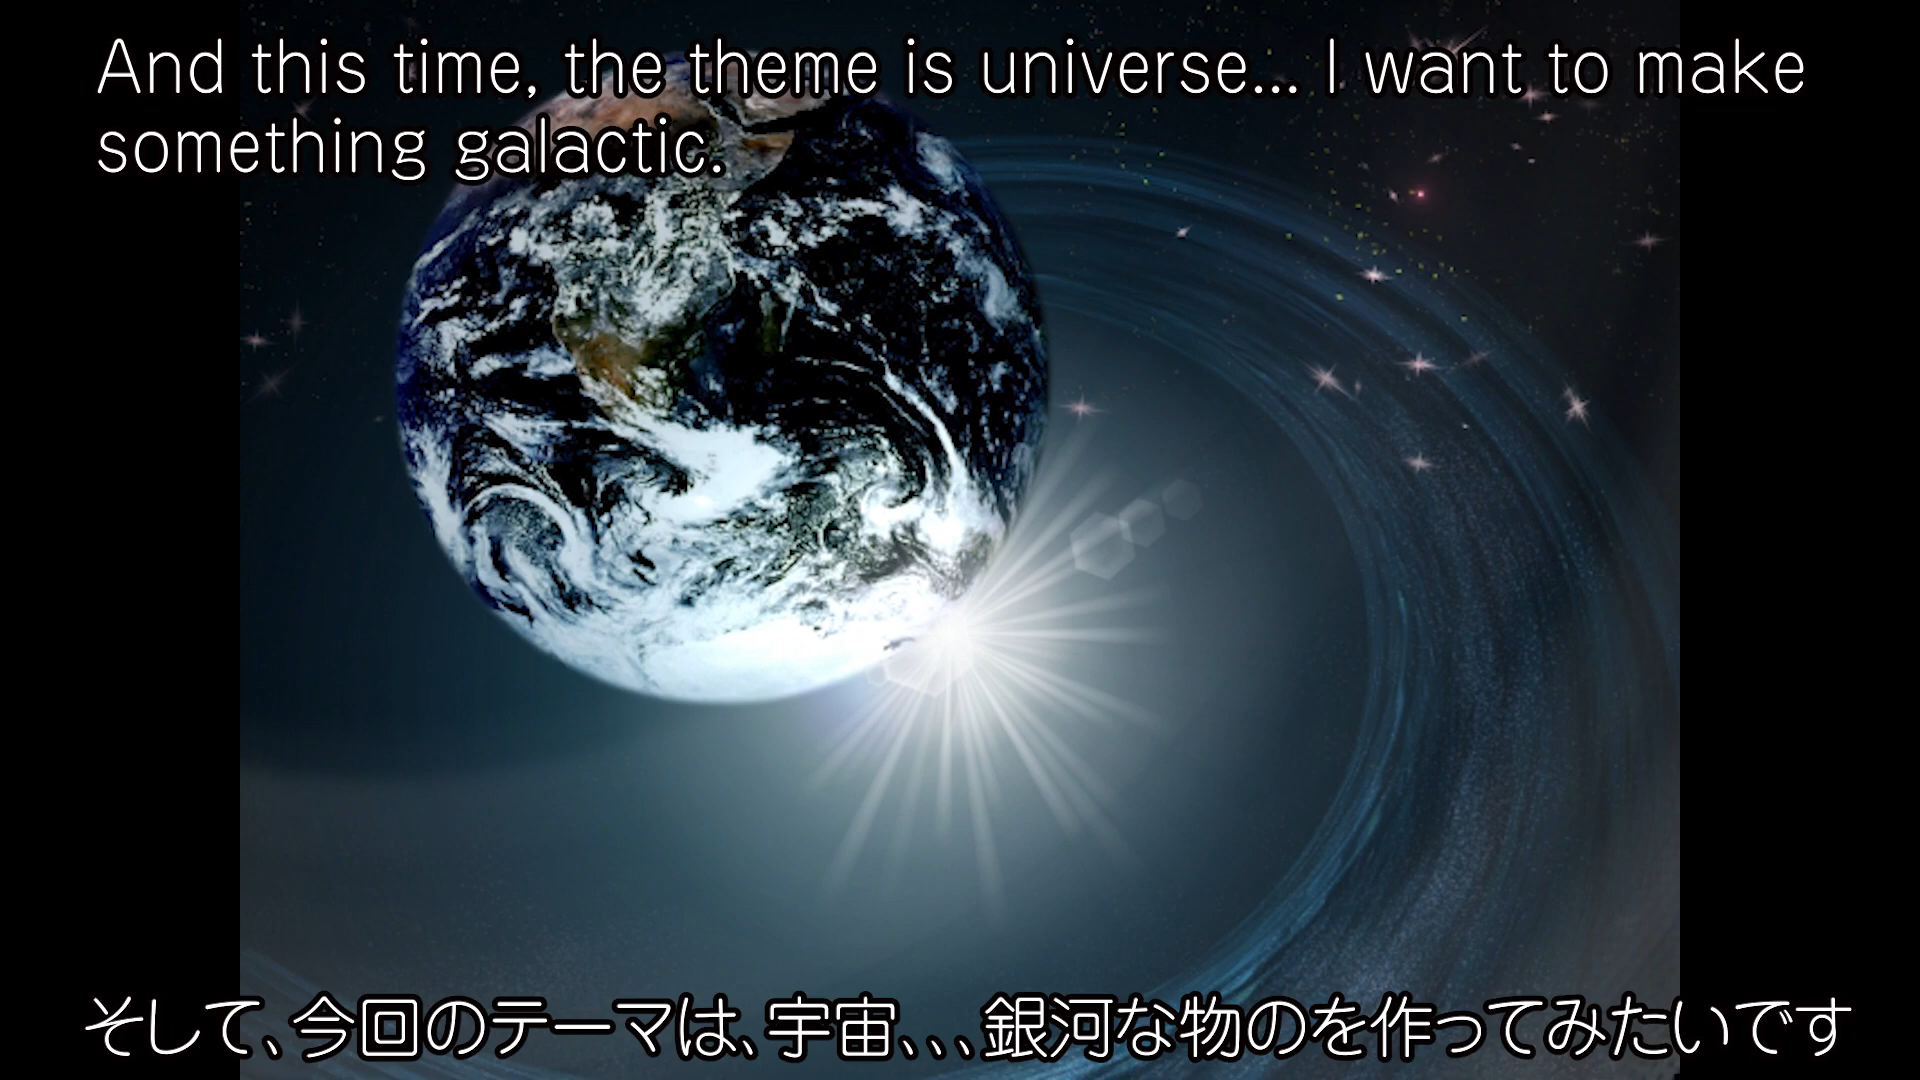 And this time, the theme is universe... I want to make
something galactic.
そして、今回のテーマは、宇宙、、、銀河な物のを作ってみたいです